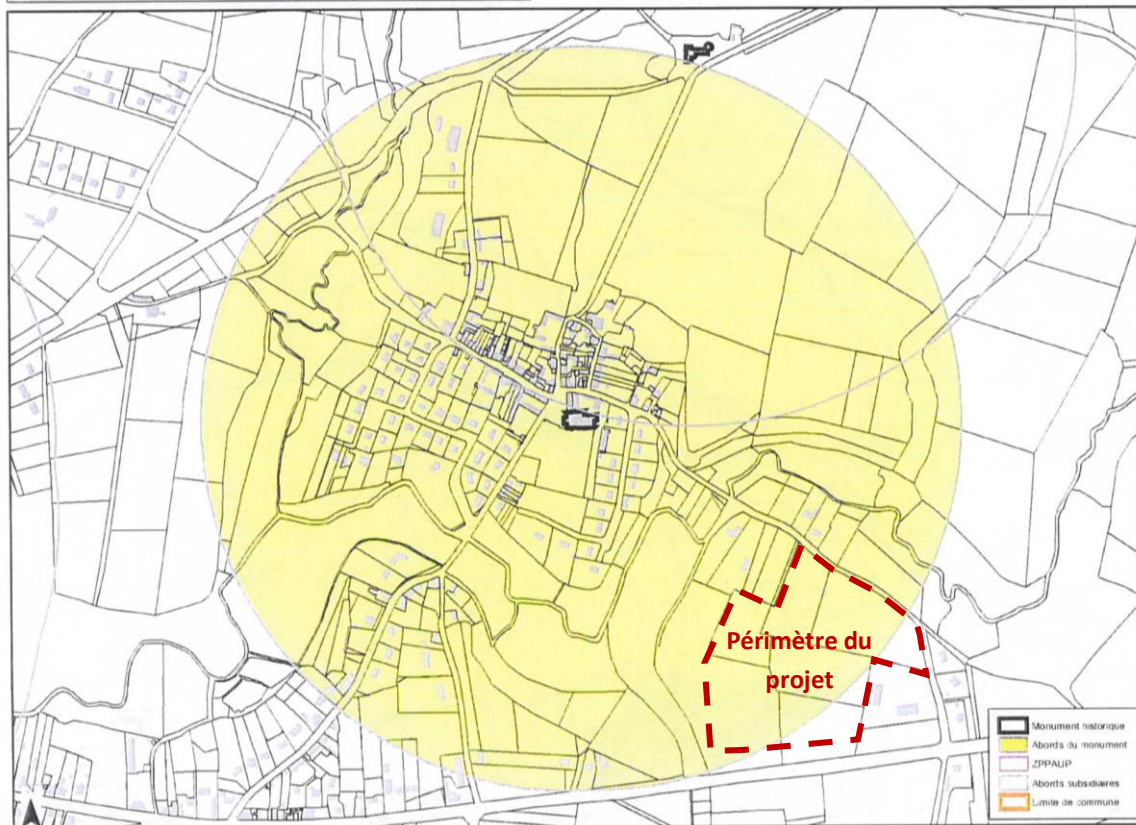 Périmètre du
projet
Monument historique
Abords du monument
ZPPAUP
Abords subsidiaires
Limite de commune